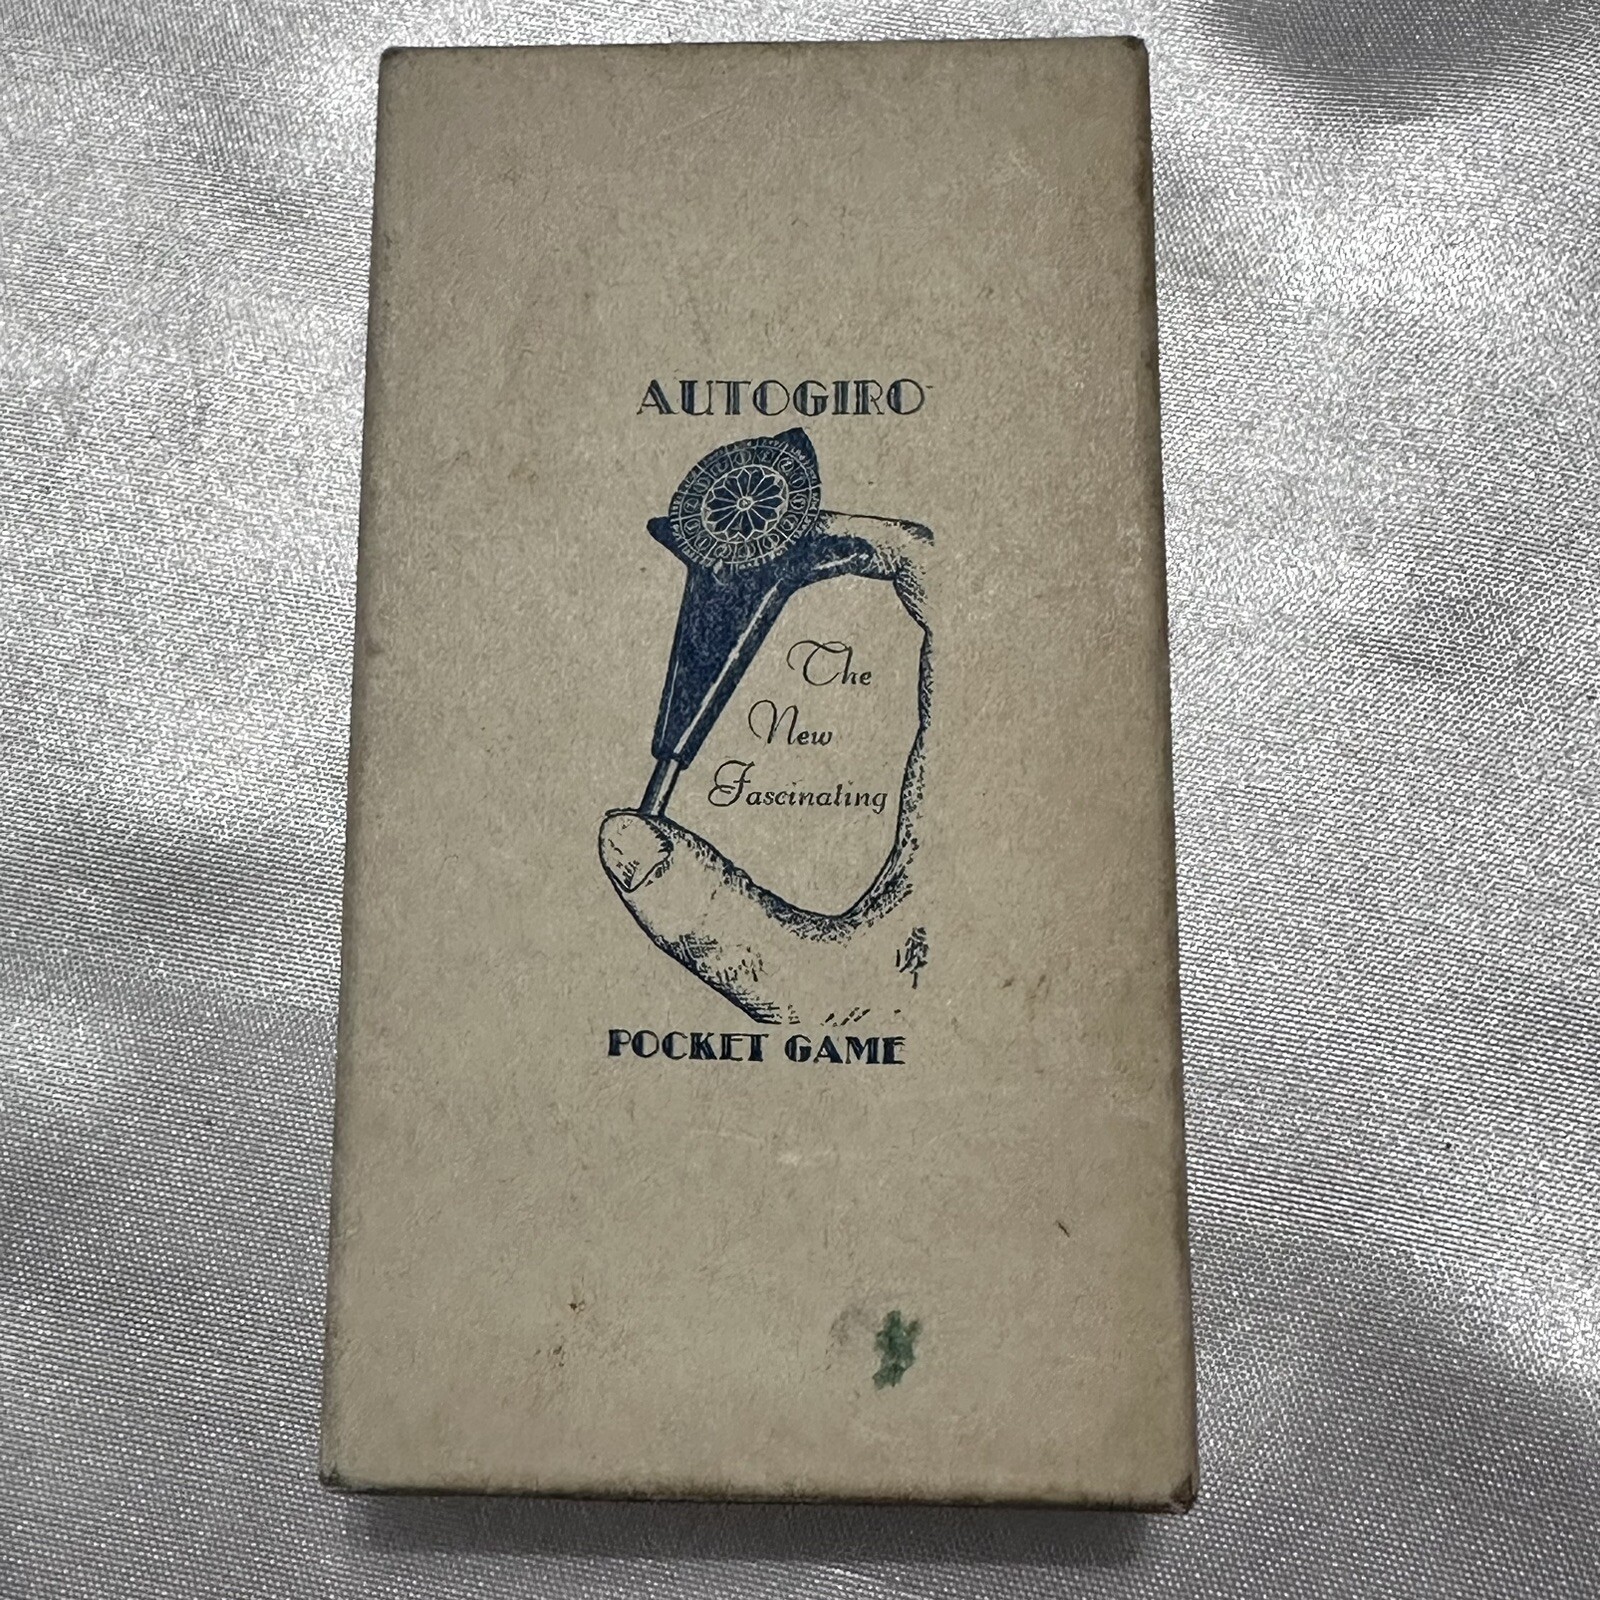 AUTOGIRO
The
New
Fascinating
POCKET GAME